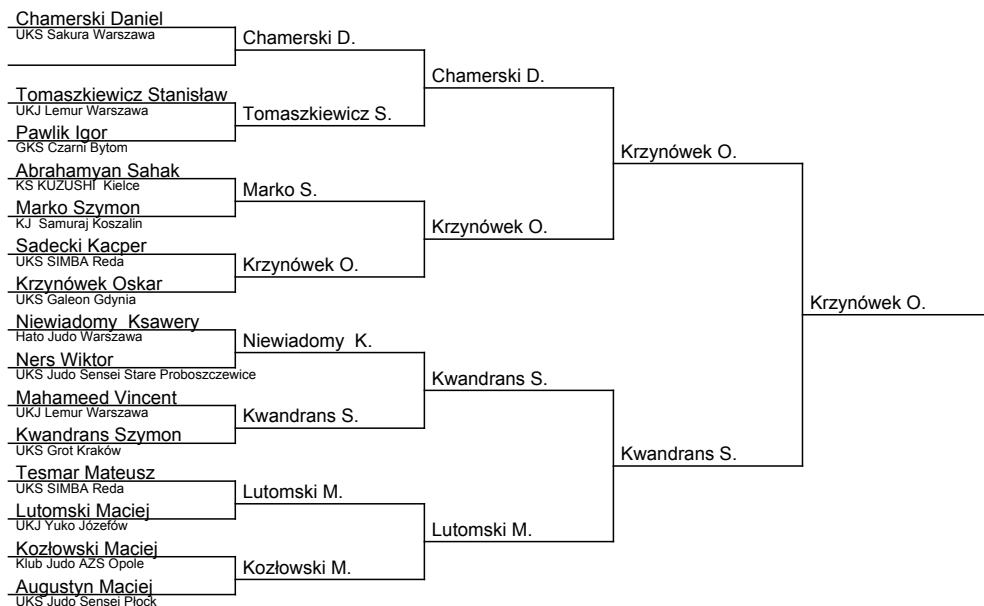 Chamerski Daniel
UKS Sakura Warszawa
Tomaszkiewicz Stanisław
UKJ Lemur Warszawa
Pawlik Igor
GKS Czarni Bytom
Abrahamyan Sahak
KS KUZUSHI Kielce
Marko Szymon
KJ Samuraj Koszalin
Sadecki Kacper
UKS SIMBA Reda
Krzynówek Oskar
UKS Galeon Gdynia
Niewiadomy Ksawery
Hato Judo Warszawa
Ners Wiktor
UKS Judo Sensei Stare Proboszczewice
Mahameed Vincent
UKJ Lemur Warszawa
Kwandrans Szymon
UKS Grot Kraków
Tesmar Mateusz
UKS SIMBA Reda
Lutomski Maciej
UKJ Yuko Józefów
Kozłowski Maciej
Klub Judo AZS Opole
Augustyn Maciej
UKS Judo Sensei Płock
Chamerski D.
Tomaszkiewicz S.
Marko S.
Krzynówek O.
Niewiadomy K.
Kwandrans S.
Lutomski M.
Kozłowski M.
Chamerski D.
Krzynówek O.
Kwandrans S.
Lutomski M.
Krzynówek O.
Kwandrans S.
Krzynówek O.